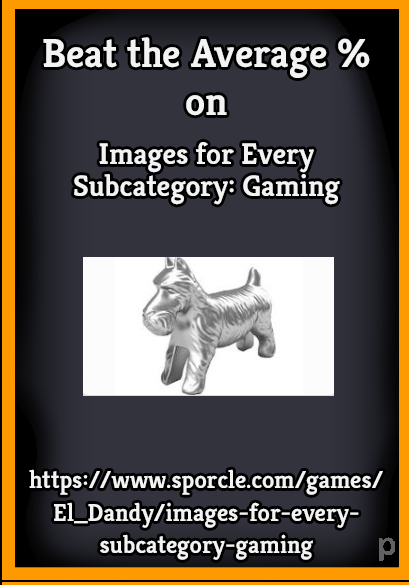 Beat the Average %
on
Images for Every
Subcategory: Gaming
https://www.sporcle.com/games/
El_Dandy/images-for-every-
subcategory-gaming
p